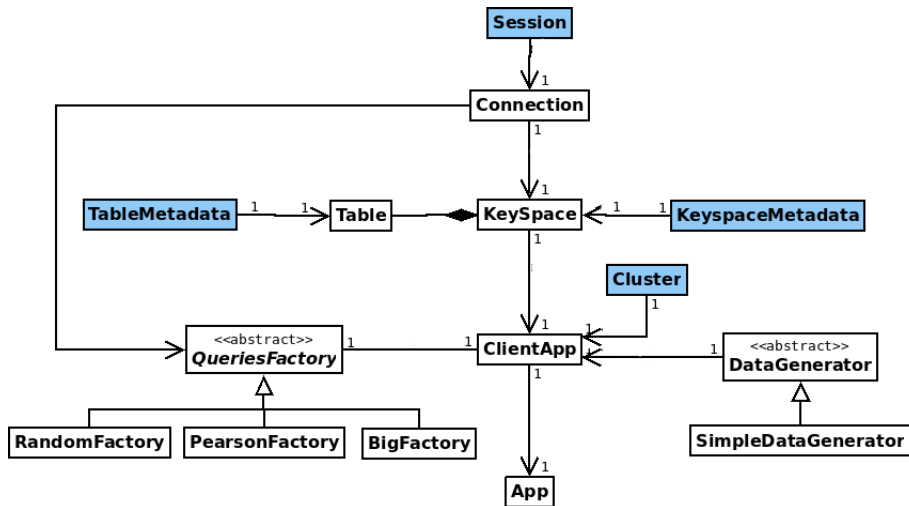 Session
1
Connection
1
1
TableMetadata
1
1
Table
KeySpace
1
1
KeyspaceMetadata
1
Cluster
1
1
1
<<abstract>>
QueriesFactory
1
1
ClientApp
1
1
1
<<abstract>>
DataGenerator
RandomFactory
PearsonFactory
BigFactory
SimpleDataGenerator
1
App